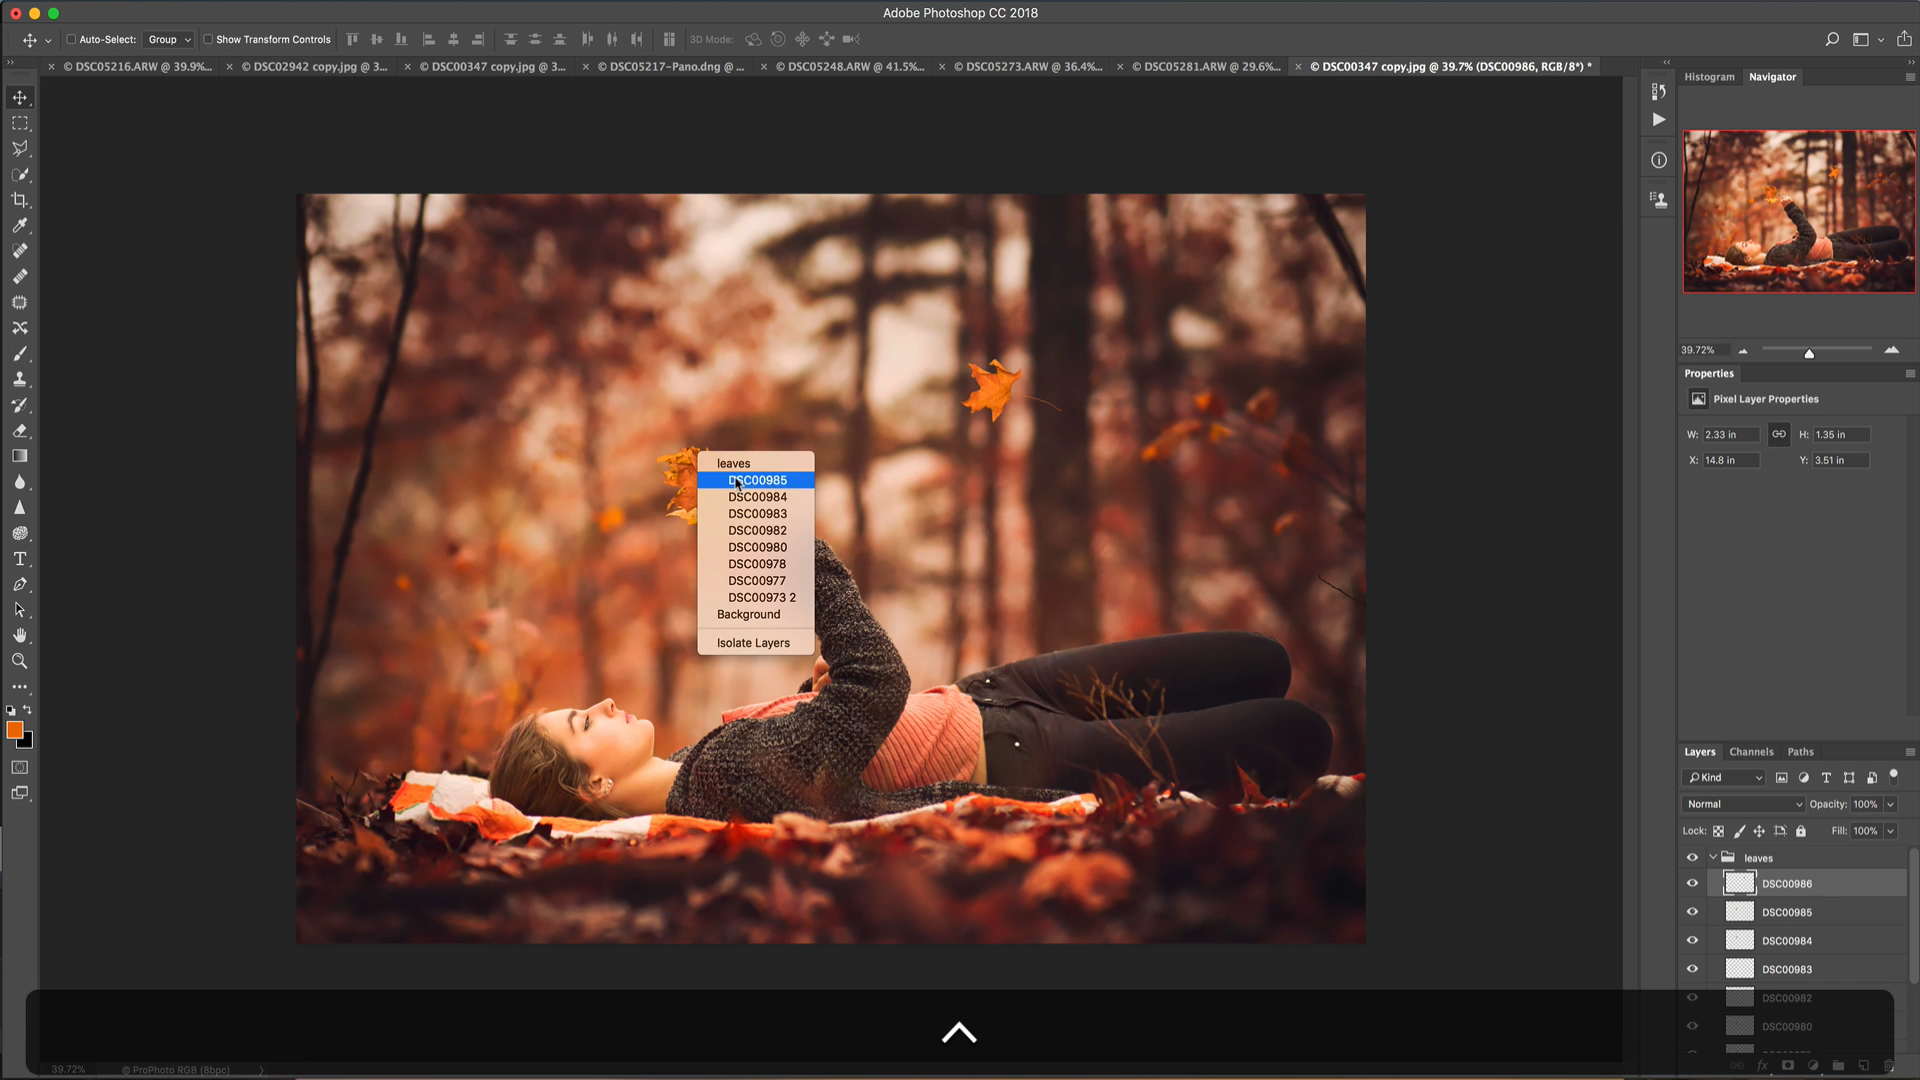 Adobe Photoshop CC 2018
Auto-Select: Group Show Transform Controls 3D Mode:
© DSC05216.ARW @ 39.9%... © DSC02942 copy.jpg @ 3... © DSC00347 copy.jpg @ 3... © DSC05217-Pano.dng @ ... © DSC05248.ARW @ 41.5%... © DSC05273.ARW @ 36.4%... © DSC05281.ARW @ 29.6%... © DSC00347 copy.jpg @ 39.7% (DSC00986, RGB/8*) *
Histogram Navigator
39.72%
Properties
Pixel Layer Properties
W: 2.33 in H: 1.35 in
X: 14.8 in Y: 3.51 in
leaves
DSC00985
DSC00984
DSC00983
DSC00982
DSC00980
DSC00978
DSC00977
DSC00973 2
Background
Isolate Layers
Layers Channels Paths
Kind
Normal Opacity: 100%
Lock: Fill: 100%
leaves
DSC00986
DSC00985
DSC00984
DSC00983
DSC00982
DSC00980
39.72% © ProPhoto RGB (8bpc)